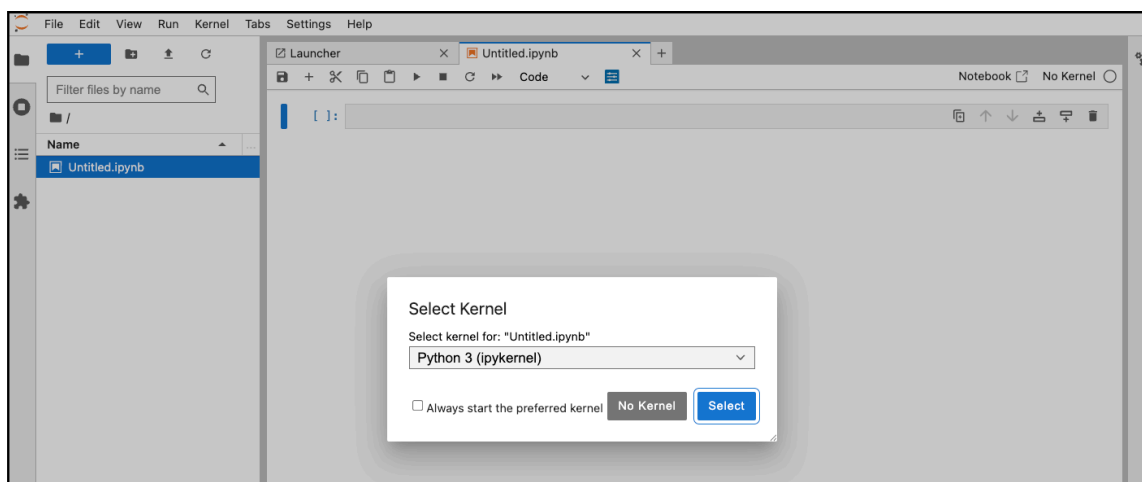 File Edit View Run Kernel Tabs Settings Help
Launcher
Untitled.ipynb
Code
Notebook
No Kernel
Filter files by name
/
[ ]:
Name
...
Untitled.ipynb
Select Kernel
Select kernel for: "Untitled.ipynb"
Python 3 (ipykernel)
Always start the preferred kernel
No Kernel
Select